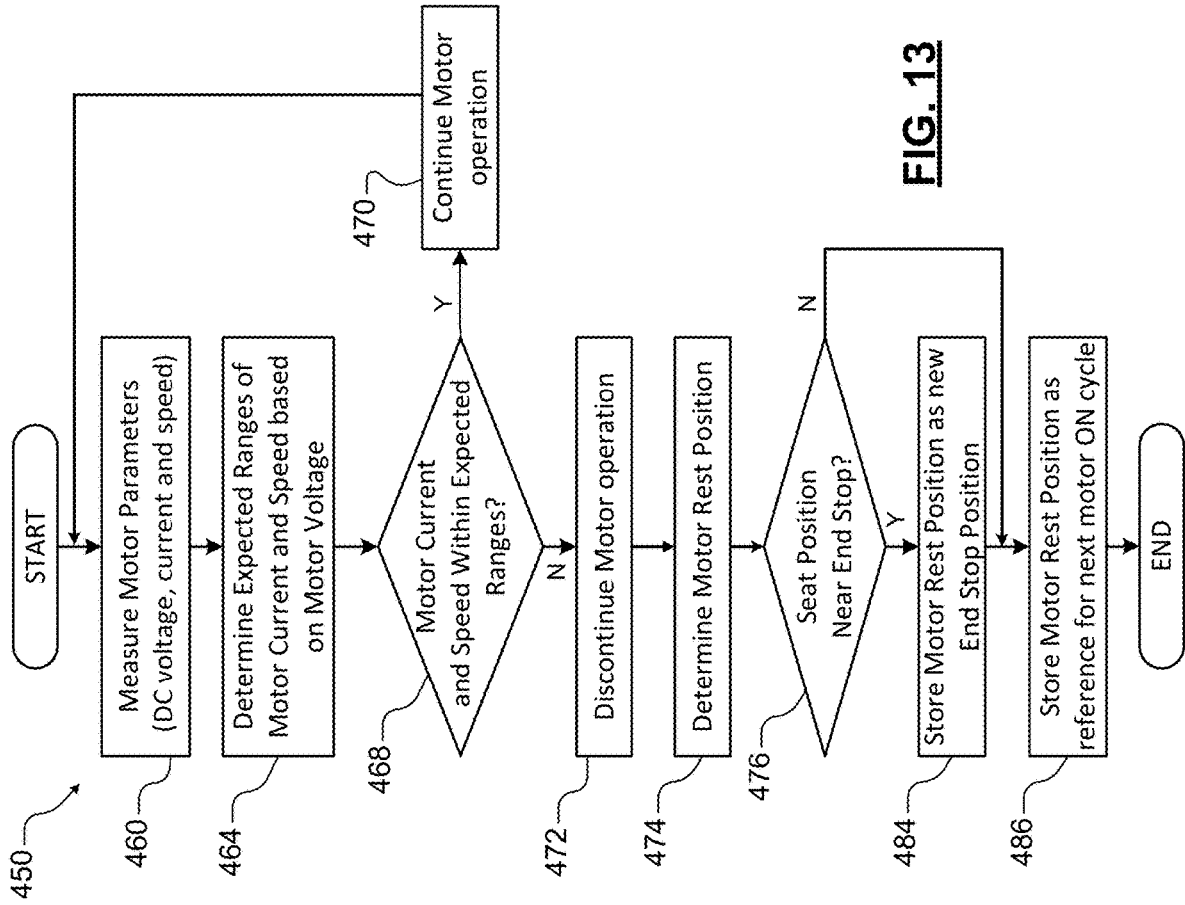 450
START
460
Measure Motor Parameters
(DC voltage, current and speed)
464
Determine Expected Ranges of
Motor Current and Speed based
on Motor Voltage
468
Motor Current
and Speed Within Expected
Ranges?
Y
470
Continue Motor
operation
N
472
Discontinue Motor operation
474
Determine Motor Rest Position
476
Seat Position
Near End Stop?
N
Y
484
Store Motor Rest Position as new
End Stop Position
486
Store Motor Rest Position as
reference for next motor ON cycle
END
FIG. 13